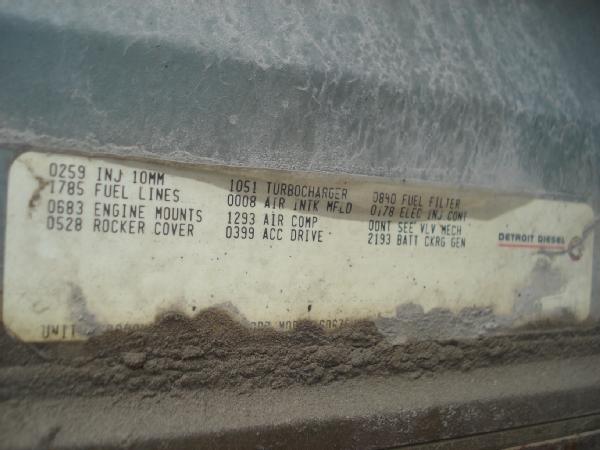 0259 INJ 10MM
1785 FUEL LINES
0683 ENGINE MOUNTS
0528 ROCKER COVER
1051 TURBOCHARGER
0008 AIR INTK MFLD
1293 AIR COMP
0399 ACC DRIVE
0840 FUEL FILTER
0178 ELEC INJ CONT
00NT SEE VLV MECH
2193 BATT CKRG GEN
DETROIT DIESEL
UNIT